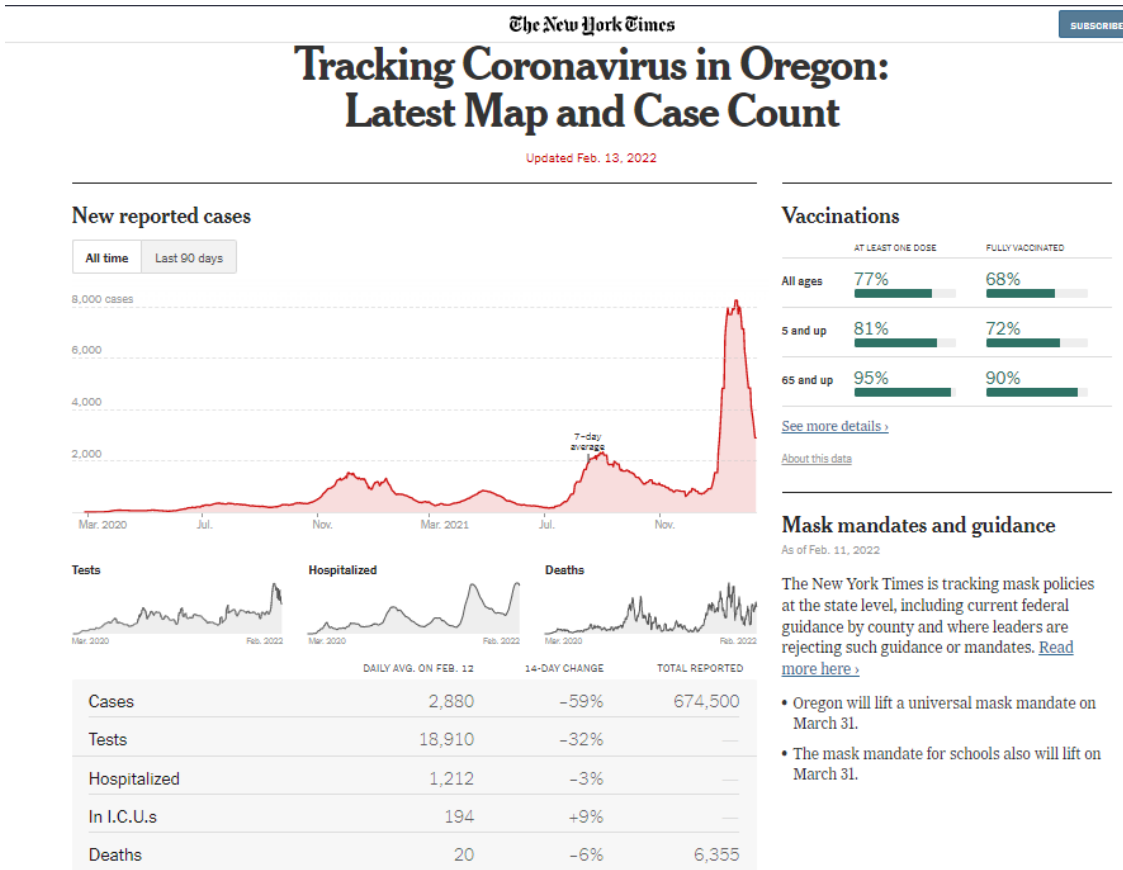 The New York Times
SUBSCRIBE
Tracking Coronavirus in Oregon:
Latest Map and Case Count
Updated Feb. 13, 2022
New reported cases
All time
Last 90 days
8,000 cases
6,000
4,000
2,000
7-day
average
Mar. 2020
Jul.
Nov.
Mar. 2021
Jul.
Nov.
Tests
Mar. 2020
Feb. 2022
Hospitalized
Mar. 2020
Feb. 2022
Deaths
Mar. 2020
Feb. 2022
DAILY AVG. ON FEB. 12 14-DAY CHANGE TOTAL REPORTED
Cases 2,880 –59% 674,500
Tests 18,910 –32% —
Hospitalized 1,212 –3% —
In I.C.U.s 194 +9% —
Deaths 20 –6% 6,355
Vaccinations
AT LEAST ONE DOSE FULLY VACCINATED
All ages 77% 68%
5 and up 81% 72%
65 and up 95% 90%
See more details ›
About this data
Mask mandates and guidance
As of Feb. 11, 2022
The New York Times is tracking mask policies
at the state level, including current federal
guidance by county and where leaders are
rejecting such guidance or mandates. Read
more here ›
• Oregon will lift a universal mask mandate on
March 31.
• The mask mandate for schools also will lift on
March 31.